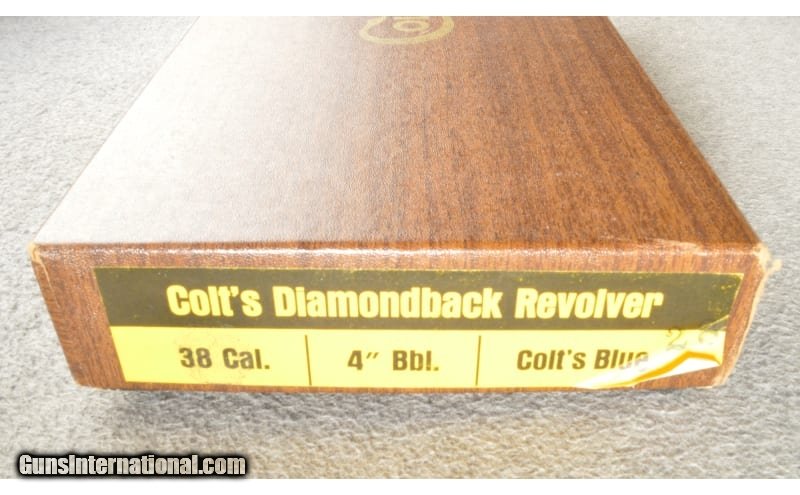 Colt's Diamondback Revolver
38 Cal. 4" Bbl. Colt's Blue
GunsInternational.com